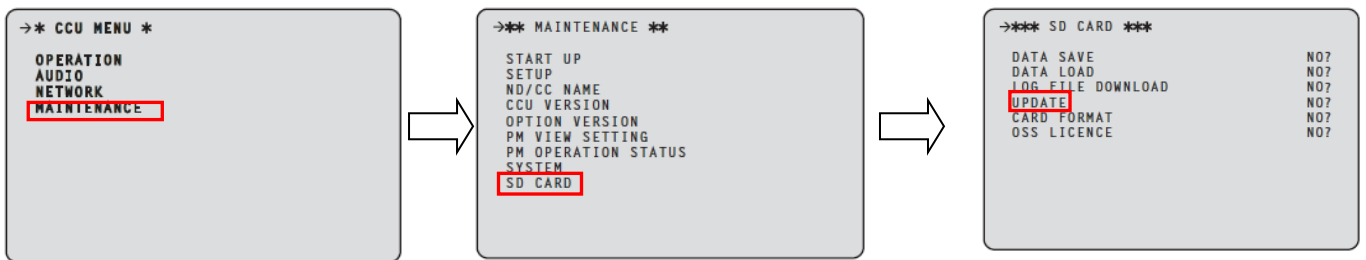 →* CCU MENU *
OPERATION
AUDIO
NETWORK
MAINTENANCE
→** MAINTENANCE **
START UP
SETUP
ND/CC NAME
CCU VERSION
OPTION VERSION
PM VIEW SETTING
PM OPERATION STATUS
SYSTEM
SD CARD
→*** SD CARD ***
DATA SAVE NO?
DATA LOAD NO?
LOG FILE DOWNLOAD NO?
UPDATE NO?
CARD FORMAT NO?
OSS LICENCE NO?